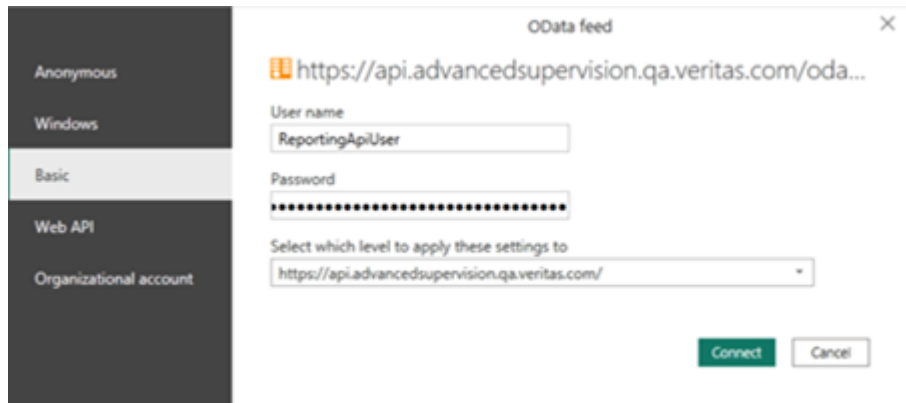 OData feed
Anonymous
Windows
Basic
Web API
Organizational account
https://api.advancedsupervision.qa.veritas.com/oda...
User name
ReportingApiUser
Password
Select which level to apply these settings to
https://api.advancedsupervision.qa.veritas.com/
Connect
Cancel